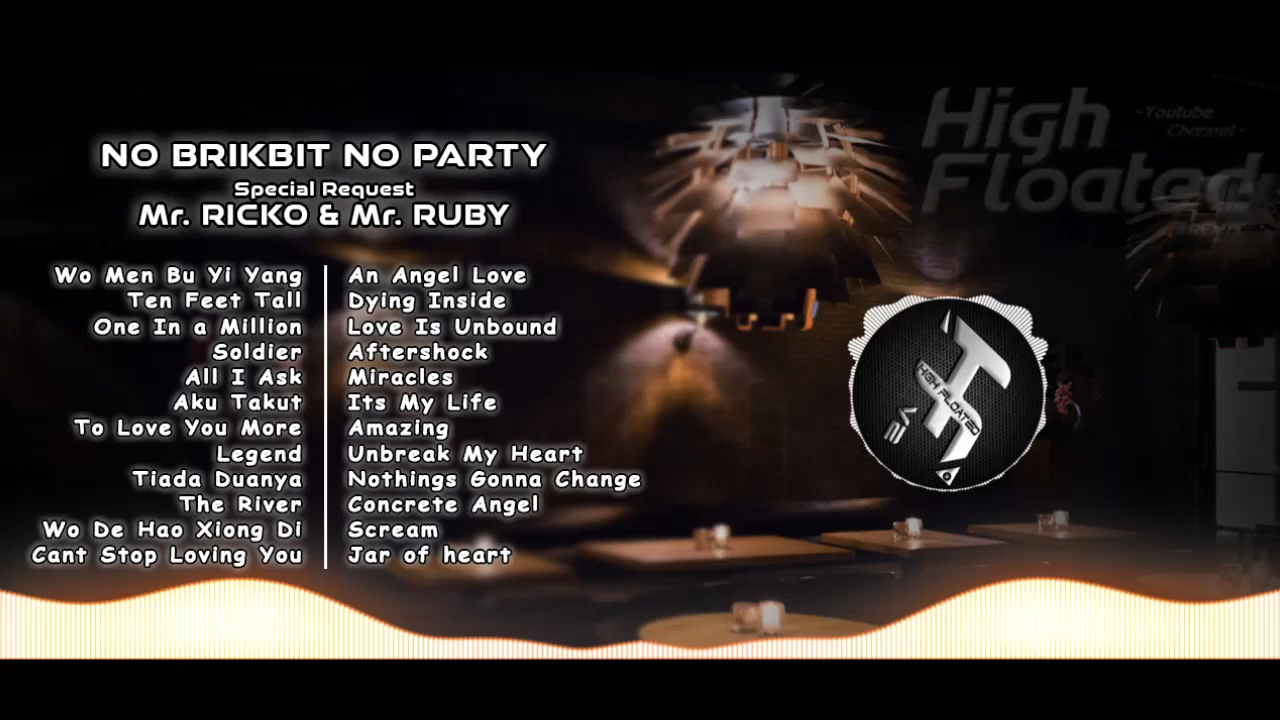 NO BRIKBIT NO PARTY
Special Request
Mr. RICKO & Mr. RUBY
Wo Men Bu Yi Yang
Ten Feet Tall
One In a Million
Soldier
All I Ask
Aku Takut
To Love You More
Legend
Tiada Duanya
The River
Wo De Hao Xiong Di
Cant Stop Loving You
An Angel Love
Dying Inside
Love Is Unbound
Aftershock
Miracles
Its My Life
Amazing
Unbreak My Heart
Nothings Gonna Change
Concrete Angel
Scream
Jar of heart
High
Floated
-Youtube
Channel-
HIGH FLOATED